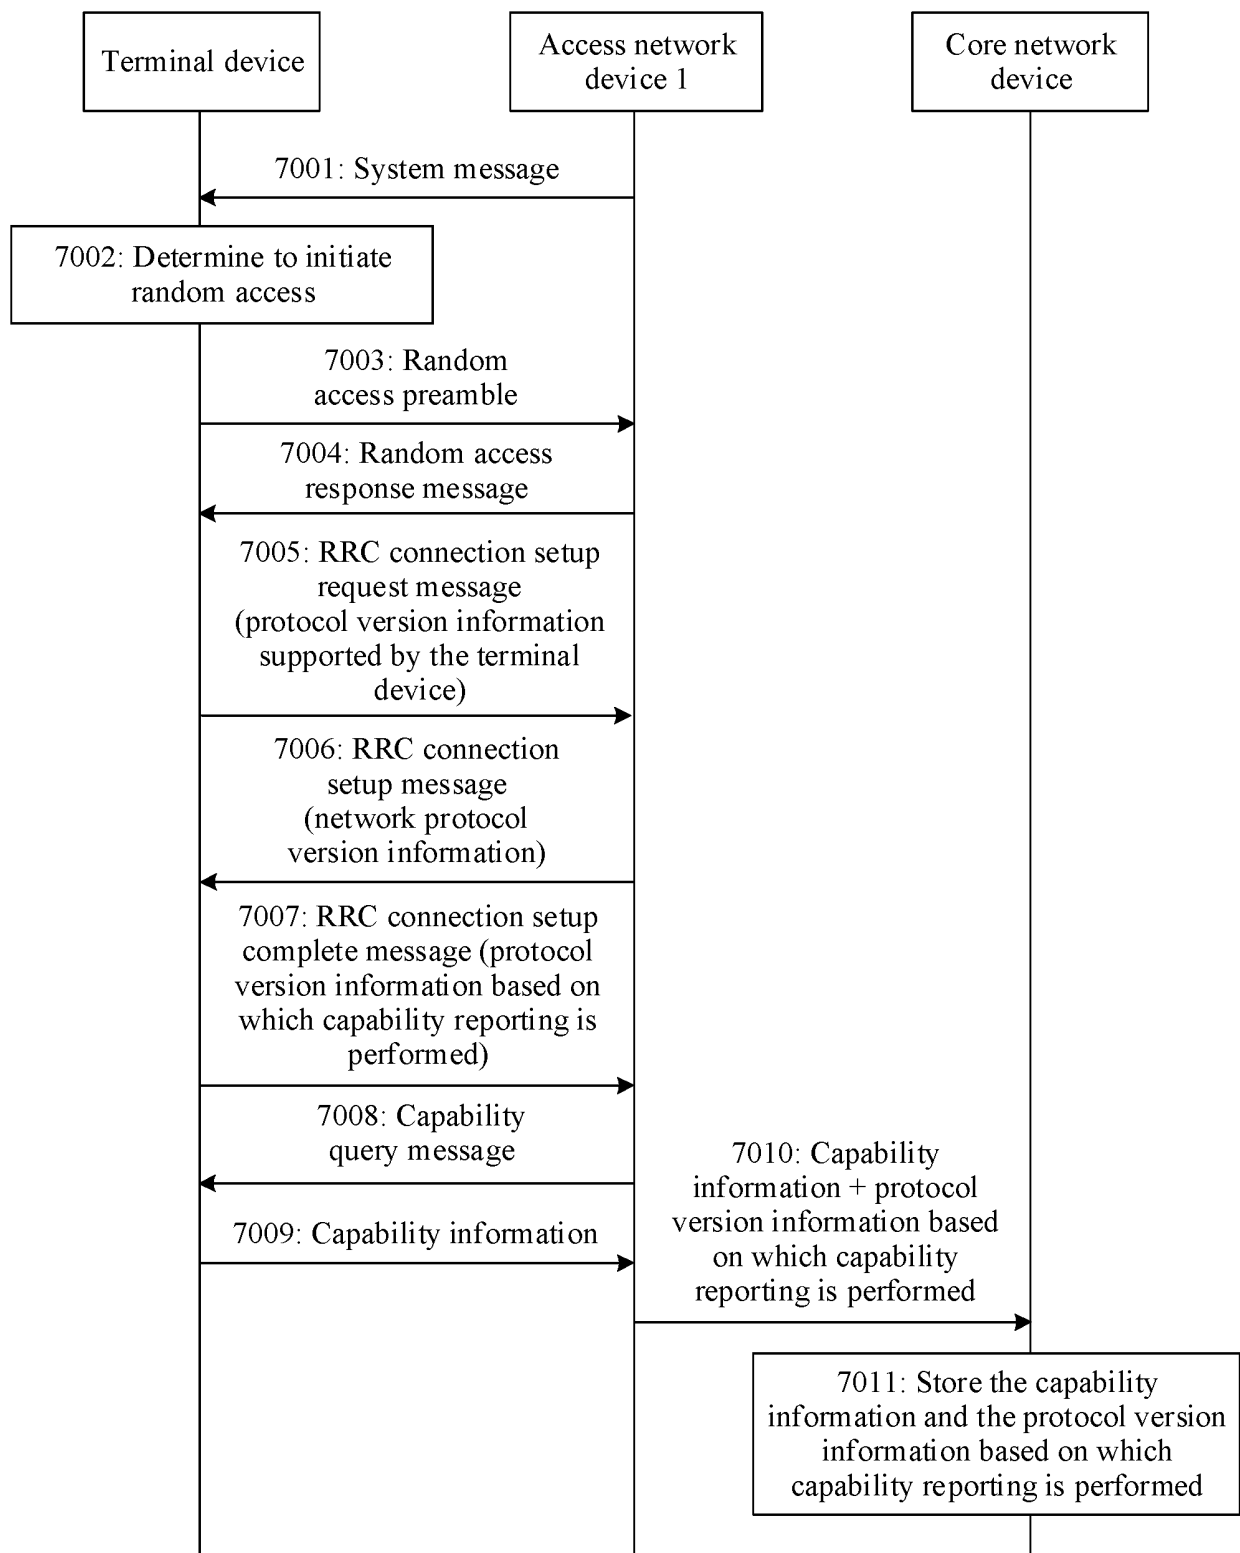 Terminal device
Access network
device 1
Core network
device
7001: System message
7002: Determine to initiate
random access
7003: Random
access preamble
7004: Random access
response message
7005: RRC connection setup
request message
(protocol version information
supported by the terminal
device)
7006: RRC connection
setup message
(network protocol
version information)
7007: RRC connection setup
complete message (protocol
version information based on
which capability reporting is
performed)
7008: Capability
query message
7009: Capability information
7010: Capability
information + protocol
version information based
on which capability
reporting is performed
7011: Store the capability
information and the protocol version
information based on which
capability reporting is performed